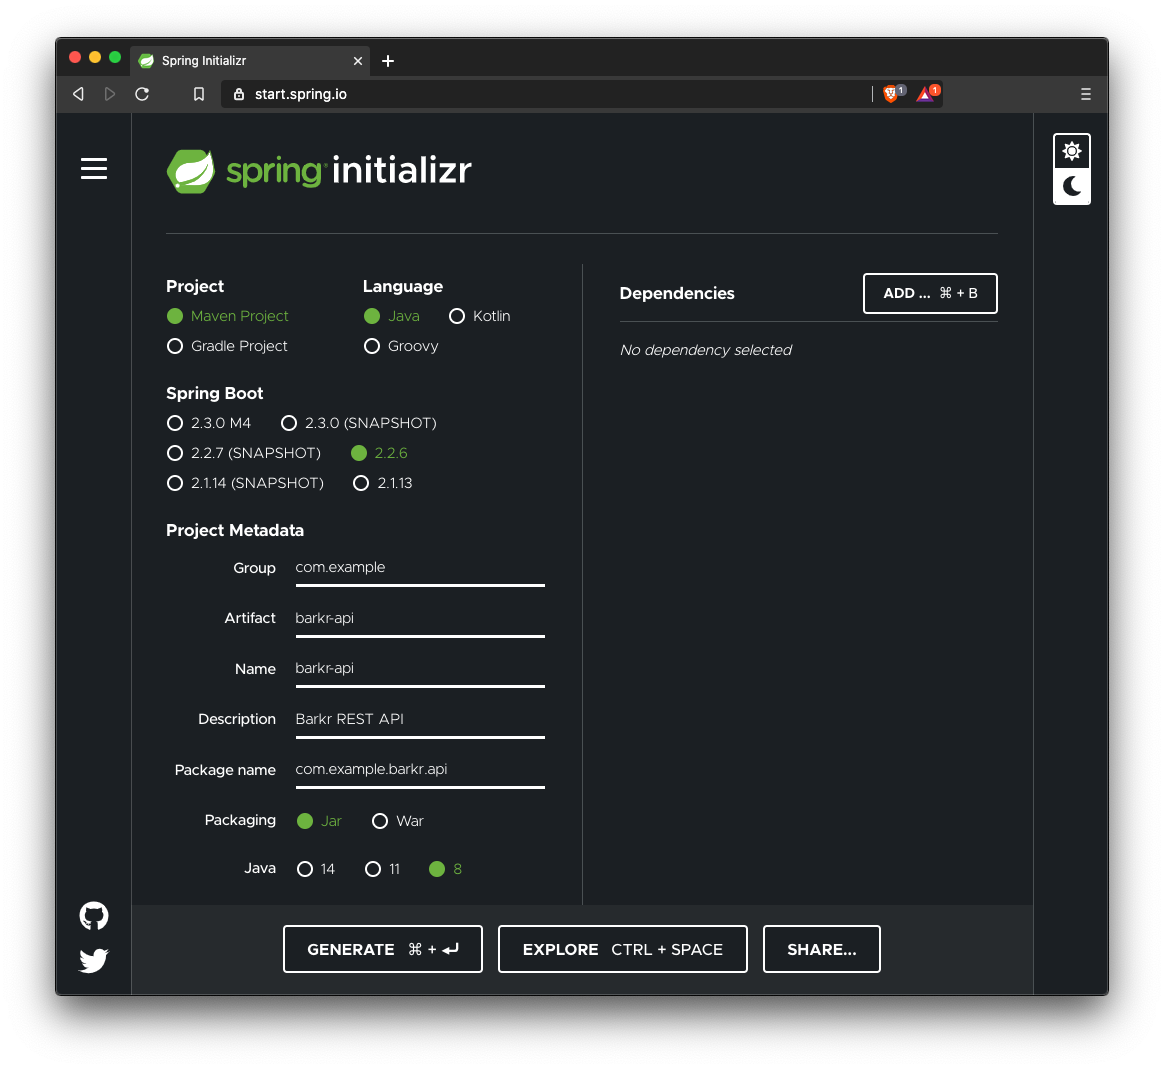 Spring Initializr
start.spring.io
1
1
spring initializr
Project
Maven Project
Gradle Project
Language
Java
Kotlin
Groovy
Spring Boot
2.3.0 M4
2.3.0 (SNAPSHOT)
2.2.7 (SNAPSHOT)
2.2.6
2.1.14 (SNAPSHOT)
2.1.13
Project Metadata
Group
com.example
Artifact
barkr-api
Name
barkr-api
Description
Barkr REST API
Package name
com.example.barkr.api
Packaging
Jar
War
Java
14
11
8
Dependencies
ADD ... ⌘ + B
No dependency selected
GENERATE ⌘ + ⏎
EXPLORE CTRL + SPACE
SHARE...